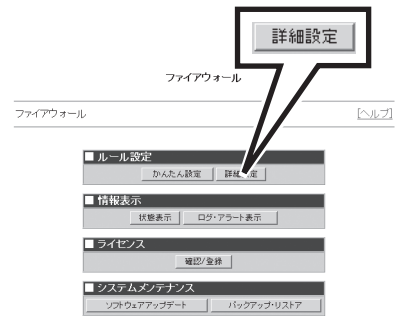 詳細設定
ファイアウォール
ファイアウォール [ヘルプ]
■ ルール設定
かんたん設定 詳細設定
■ 情報表示
状態表示 ログ・アラート表示
■ ライセンス
確認/登録
■ システムメンテナンス
ソフトウェアアップデート バックアップ・リストア